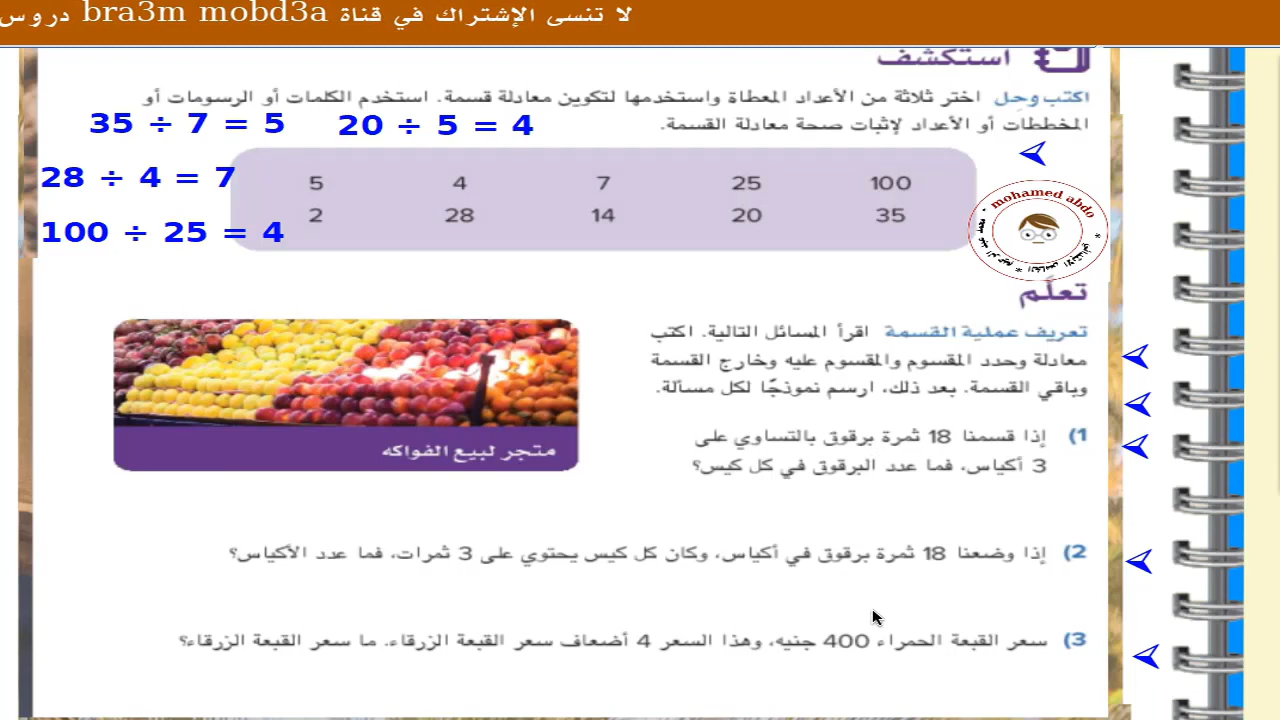 لا تنسى الإشتراك في قناة bra3m mobd3a دروس
استكشف
اكتب وحِل اختر ثلاثة من الأعداد المعطاة واستخدمها لتكوين معادلة قسمة. استخدم الكلمات أو الرسومات أو
المخططات أو الأعداد لإثبات صحة معادلة القسمة.
35 ÷ 7 = 5 20 ÷ 5 = 4
28 ÷ 4 = 7
100 ÷ 25 = 4
5 4 7 25 100
2 28 14 20 35
mohamed abdo
تعلَّم
تعريف عملية القسمة اقرأ المسائل التالية. اكتب
معادلة وحدد المقسوم والمقسوم عليه وخارج القسمة
وباقي القسمة. بعد ذلك، ارسم نموذجًا لكل مسألة.
متجر لبيع الفواكه
1) إذا قسمنا 18 ثمرة برقوق بالتساوي على
3 أكياس، فما عدد البرقوق في كل كيس؟
2) إذا وضعنا 18 ثمرة برقوق في أكياس، وكان كل كيس يحتوي على 3 ثمرات، فما عدد الأكياس؟
3) سعر القبعة الحمراء 400 جنيه، وهذا السعر 4 أضعاف سعر القبعة الزرقاء. ما سعر القبعة الزرقاء؟